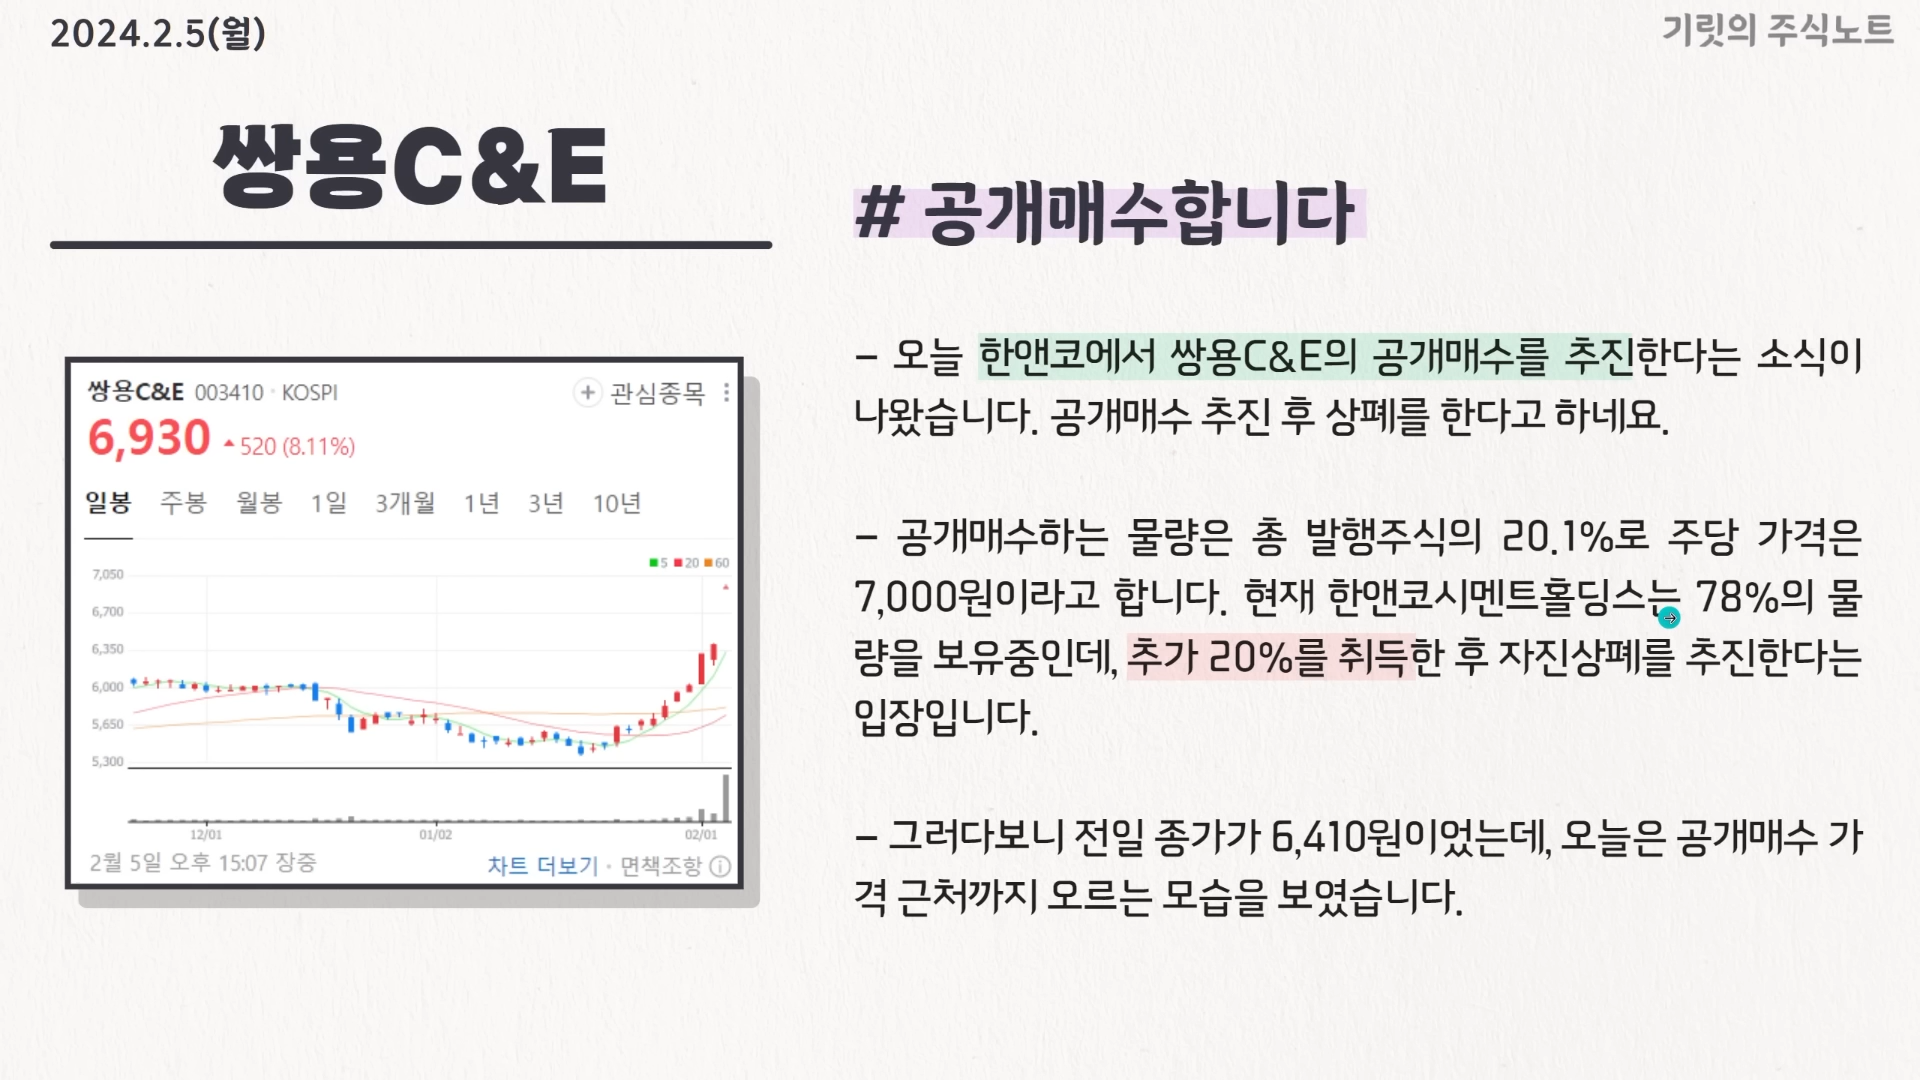 2024.2.5(월)
기릿의 주식노트
쌍용C&E
쌍용C&E 003410 · KOSPI
+ 관심종목
6,930 ▲520 (8.11%)
일봉 주봉 월봉 1일 3개월 1년 3년 10년
5 20 60
7,050
6,700
6,350
6,000
5,650
5,300
12/01 01/02 02/01
2월 5일 오후 15:07 장중
차트 더보기 · 면책조항
# 공개매수합니다
– 오늘 한앤코에서 쌍용C&E의 공개매수를 추진한다는 소식이
나왔습니다. 공개매수 추진 후 상폐를 한다고 하네요.
– 공개매수하는 물량은 총 발행주식의 20.1%로 주당 가격은
7,000원이라고 합니다. 현재 한앤코시멘트홀딩스는 78%의 물
량을 보유중인데, 추가 20%를 취득한 후 자진상폐를 추진한다는
입장입니다.
– 그러다보니 전일 종가가 6,410원이었는데, 오늘은 공개매수 가
격 근처까지 오르는 모습을 보였습니다.